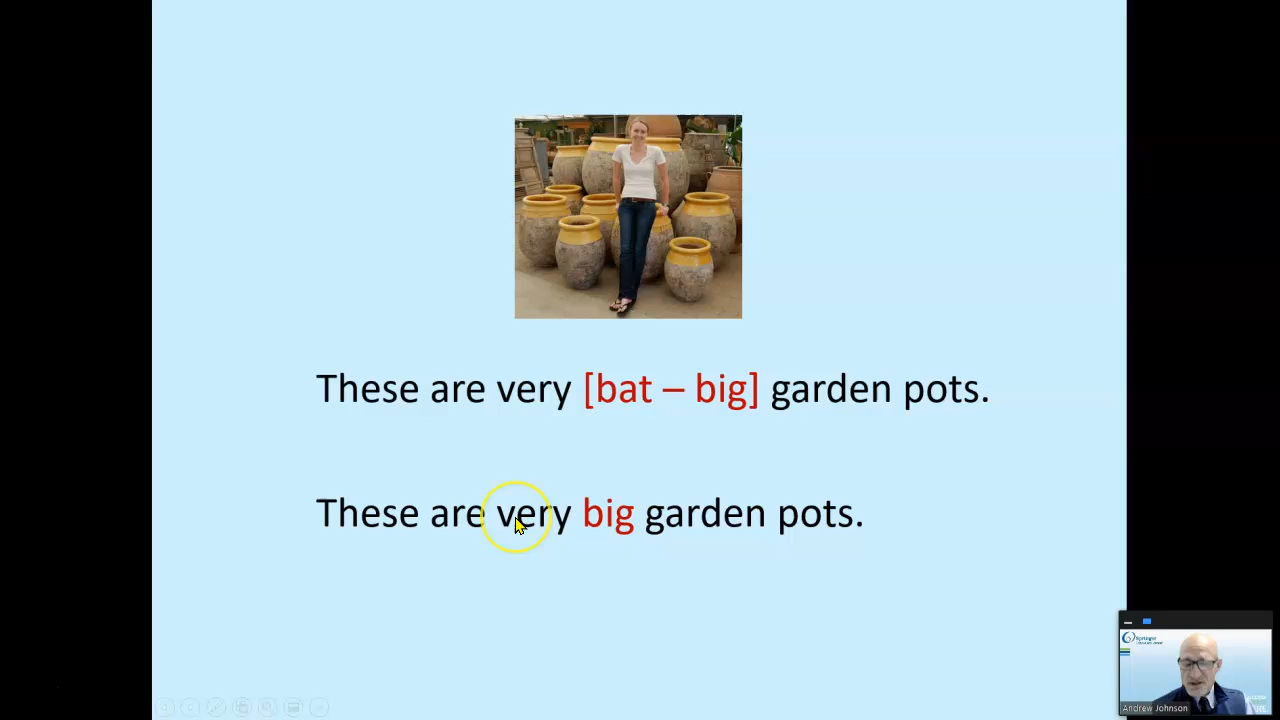 These are very [bat – big] garden pots.
These are very big garden pots.
Andrew Johnson